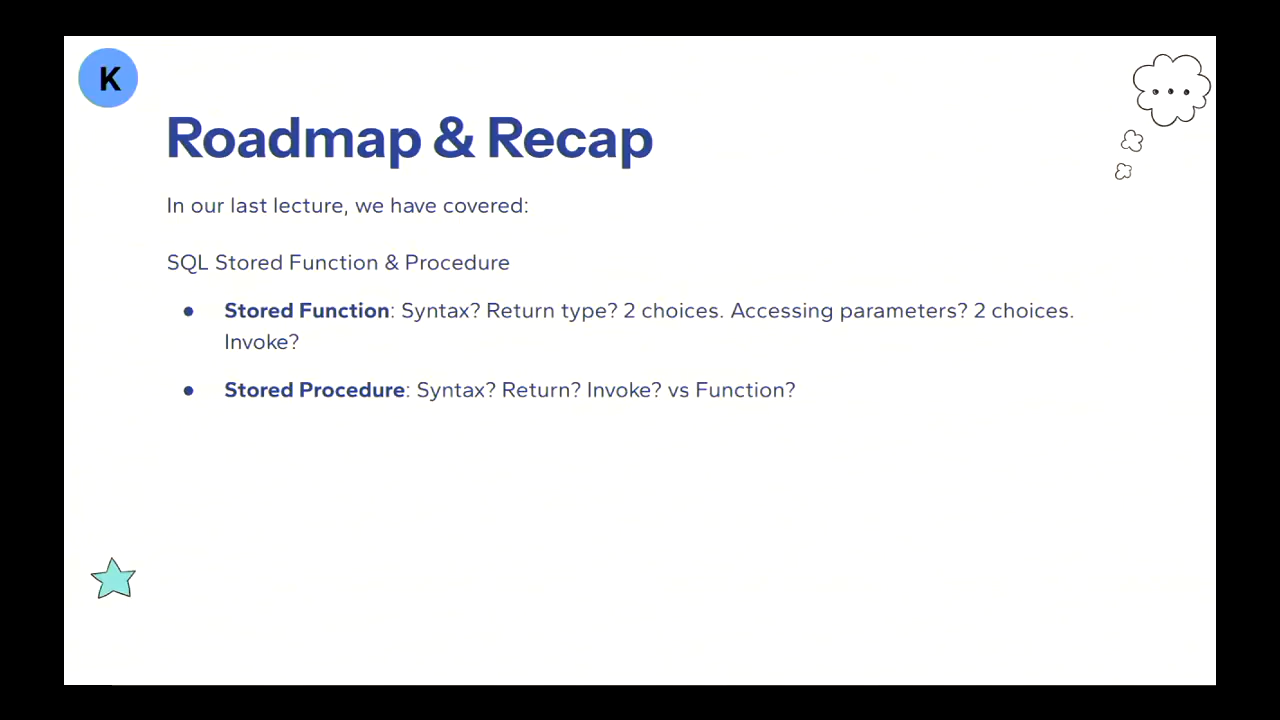 K
Roadmap & Recap
In our last lecture, we have covered:
SQL Stored Function & Procedure
● Stored Function: Syntax? Return type? 2 choices. Accessing parameters? 2 choices.
Invoke?
● Stored Procedure: Syntax? Return? Invoke? vs Function?